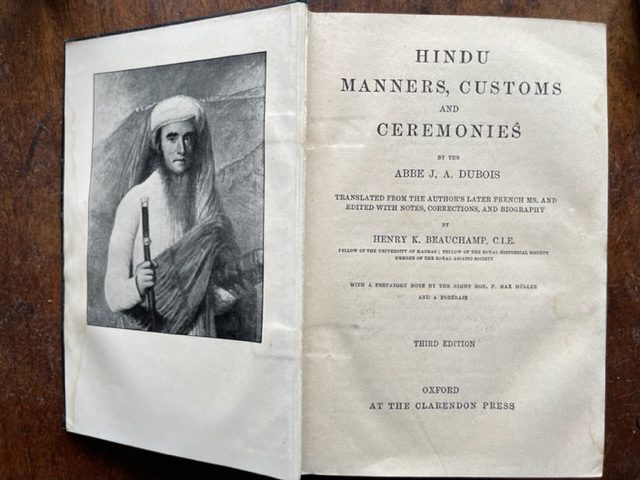 HINDU
MANNERS, CUSTOMS
AND
CEREMONIES
BY THE
ABBE J. A. DUBOIS
TRANSLATED FROM THE AUTHOR'S LATER FRENCH MS. AND
EDITED WITH NOTES, CORRECTIONS, AND BIOGRAPHY
BY
HENRY K. BEAUCHAMP, C.I.E.
FELLOW OF THE UNIVERSITY OF MADRAS; FELLOW OF THE ROYAL HISTORICAL SOCIETY
MEMBER OF THE ROYAL ASIATIC SOCIETY
WITH A PREFATORY NOTE BY THE RIGHT HON. F. MAX MÜLLER
AND A PORTRAIT
THIRD EDITION
OXFORD
AT THE CLARENDON PRESS